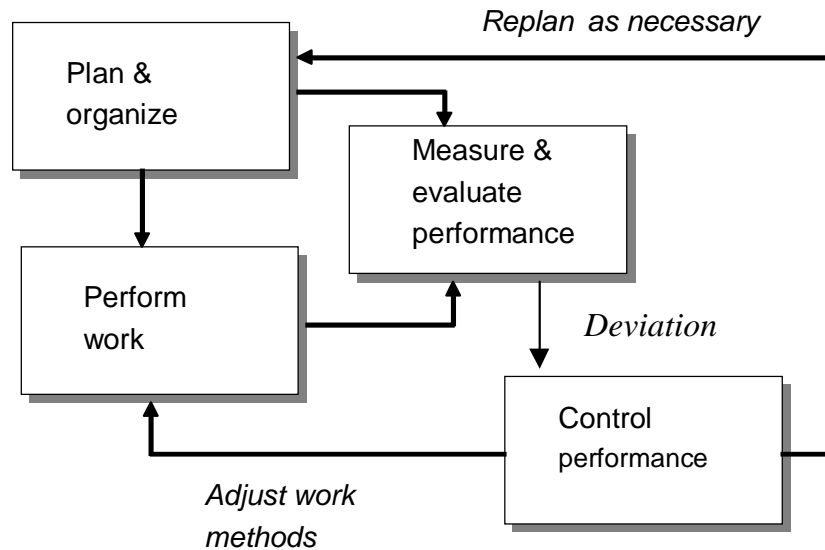 Replan as necessary
Plan &
organize
Measure &
evaluate
performance
Perform
work
Deviation
Control
performance
Adjust work
methods